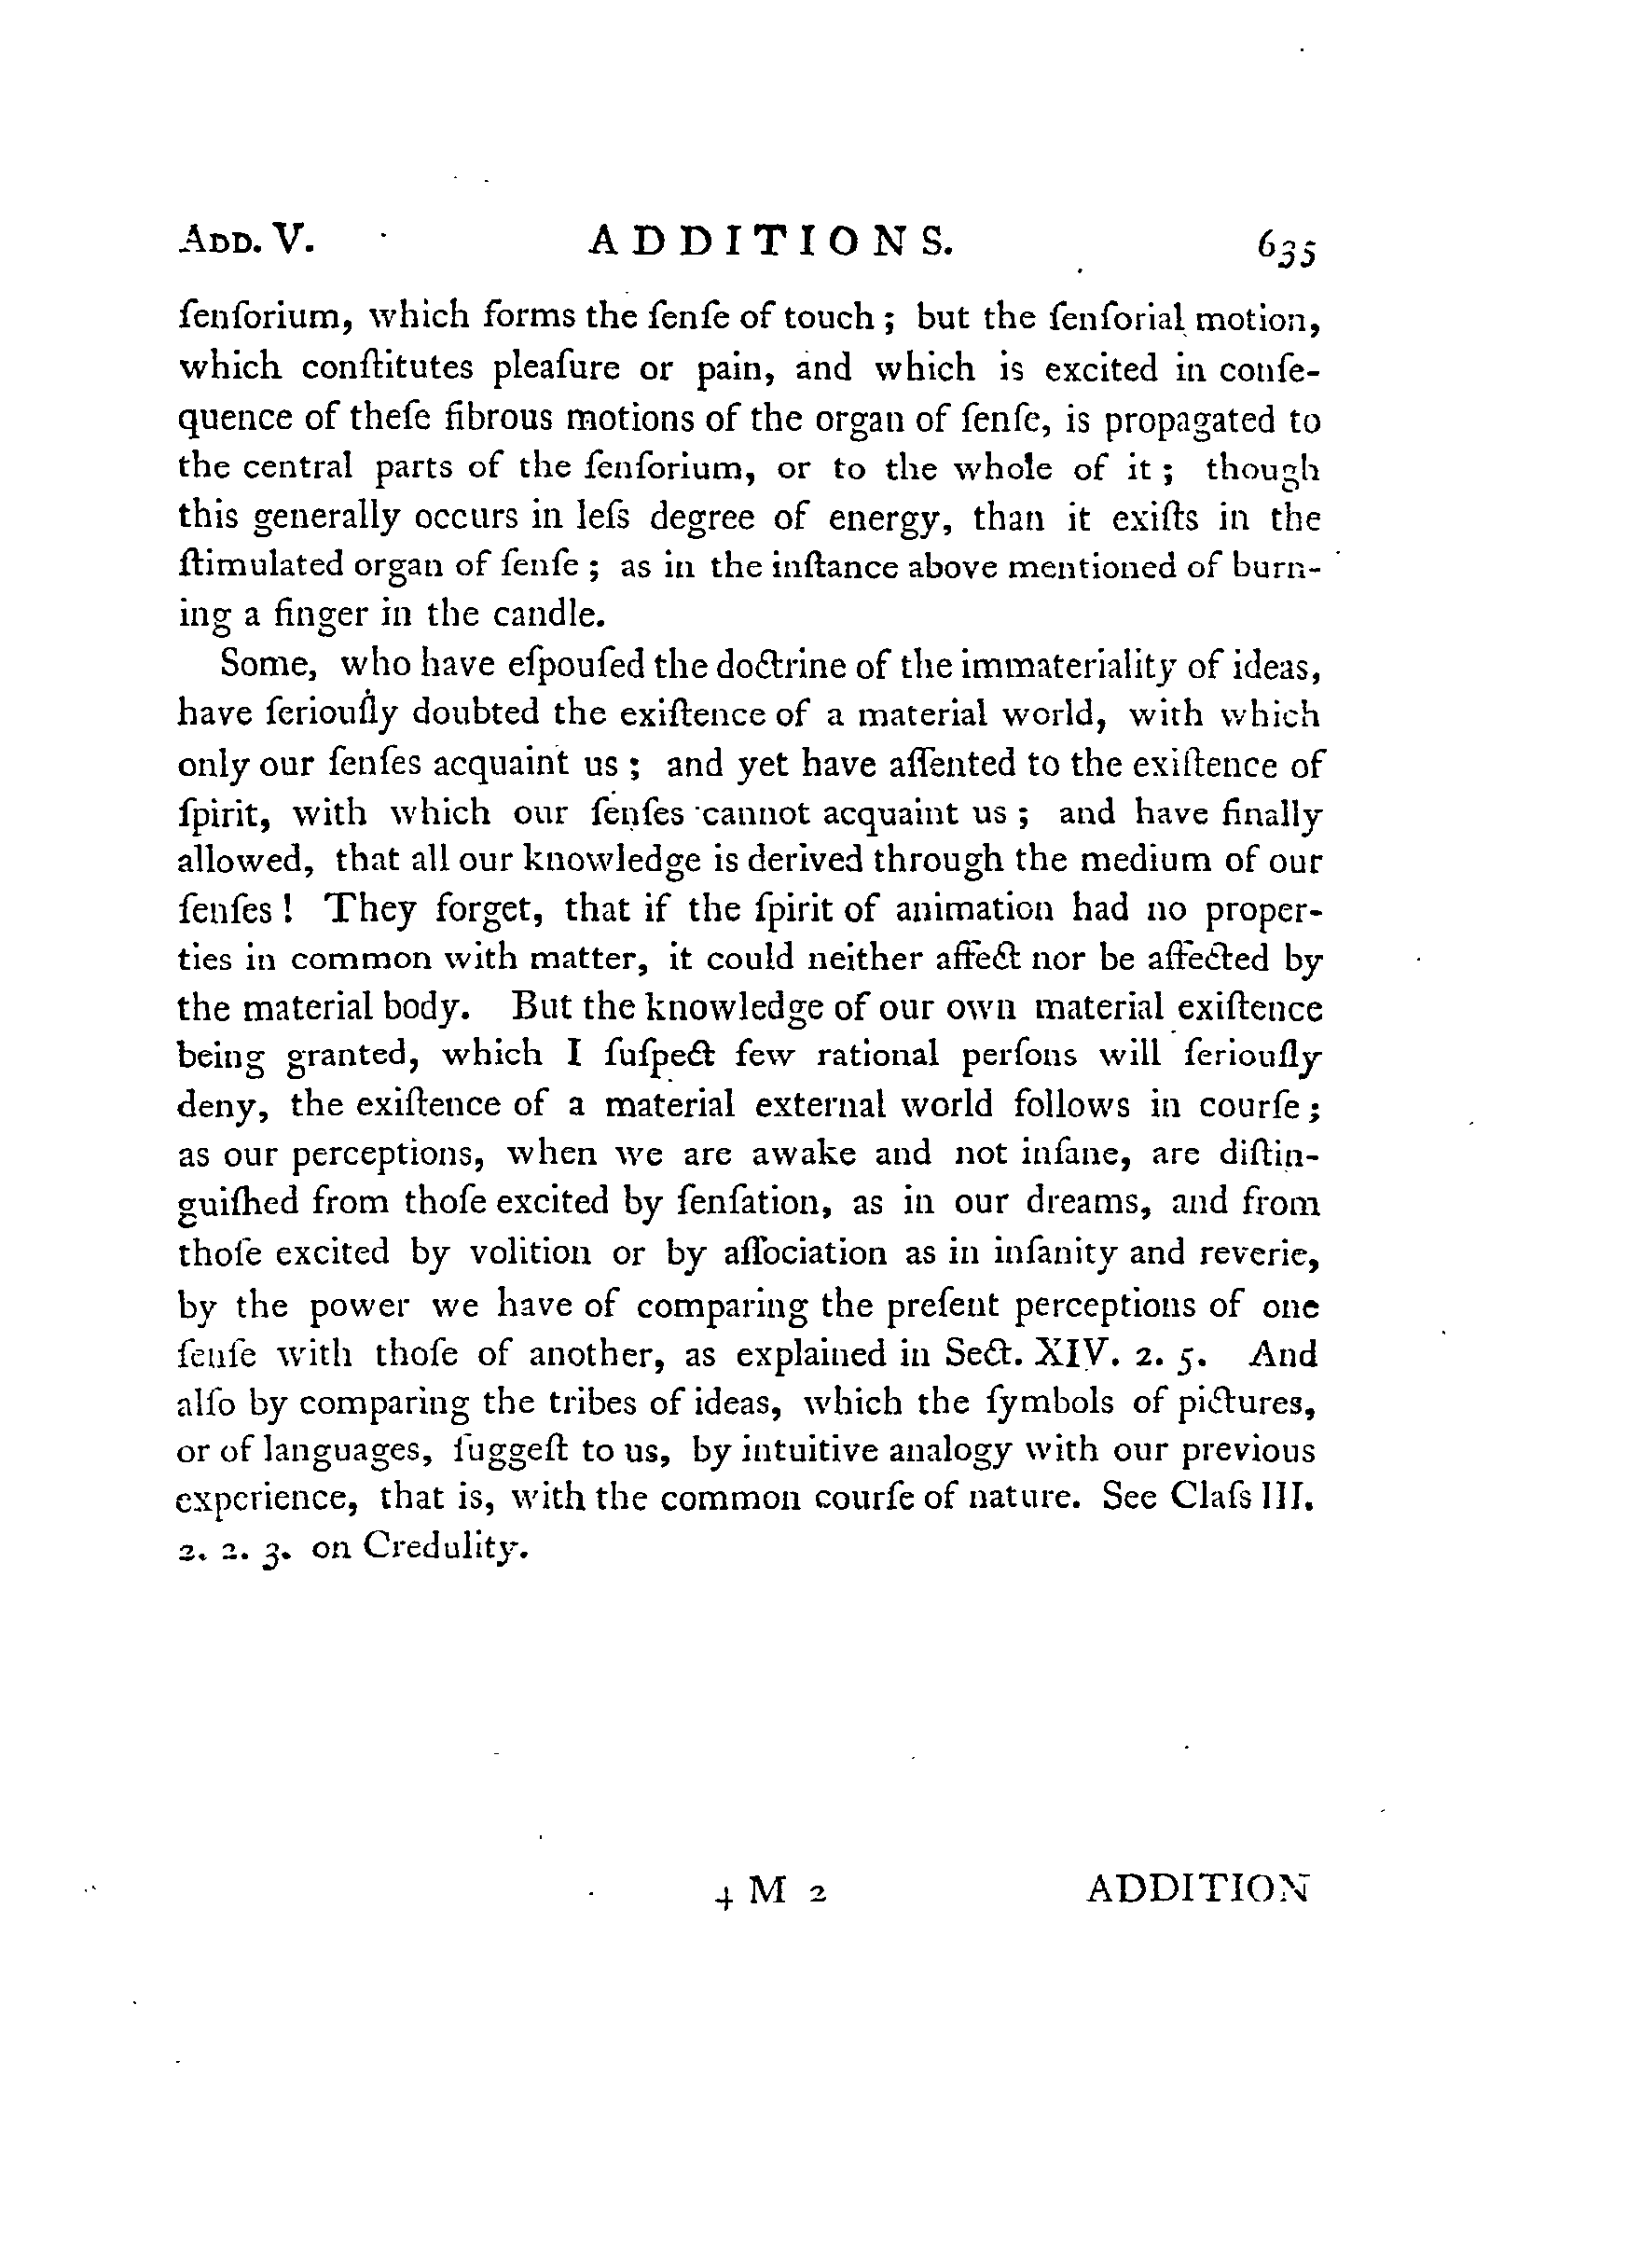 ADD. V. ADDITIONS. 635
ſenſorium, which forms the ſenſe of touch; but the ſenſorial motion,
which conſtitutes pleaſure or pain, and which is excited in conſe-
quence of theſe fibrous motions of the organ of ſenſe, is propagated to
the central parts of the ſenſorium, or to the whole of it; though
this generally occurs in leſs degree of energy, than it exiſts in the
ſtimulated organ of ſenſe; as in the inſtance above mentioned of burn-
ing a finger in the candle.
Some, who have eſpouſed the doctrine of the immateriality of ideas,
have ſeriouſly doubted the exiſtence of a material world, with which
only our ſenſes acquaint us; and yet have aſſented to the exiſtence of
ſpirit, with which our ſenſes cannot acquaint us; and have finally
allowed, that all our knowledge is derived through the medium of our
ſenſes! They forget, that if the ſpirit of animation had no proper-
ties in common with matter, it could neither affect nor be affected by
the material body. But the knowledge of our own material exiſtence
being granted, which I ſuſpect few rational perſons will ſeriouſly
deny, the exiſtence of a material external world follows in courſe;
as our perceptions, when we are awake and not inſane, are diſtin-
guiſhed from thoſe excited by ſenſation, as in our dreams, and from
thoſe excited by volition or by aſſociation as in inſanity and reverie,
by the power we have of comparing the preſent perceptions of one
ſenſe with thoſe of another, as explained in Sect. XIV. 2. 5. And
alſo by comparing the tribes of ideas, which the ſymbols of pictures,
or of languages, ſuggeſt to us, by intuitive analogy with our previous
experience, that is, with the common courſe of nature. See Claſs III.
2. 2. 3. on Credulity.
4 M 2 ADDITION